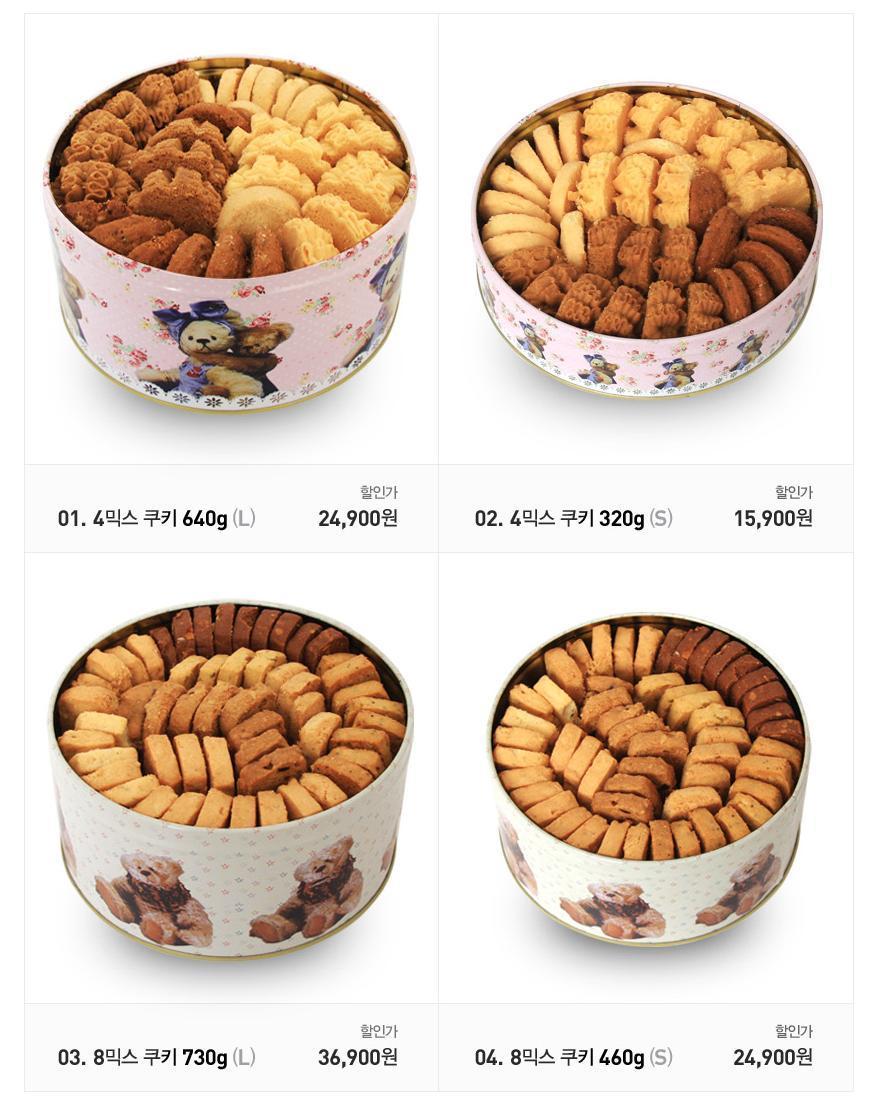 할인가
01. 4믹스 쿠키 640g (L) 24,900원
할인가
02. 4믹스 쿠키 320g (S) 15,900원
할인가
03. 8믹스 쿠키 730g (L) 36,900원
할인가
04. 8믹스 쿠키 460g (S) 24,900원